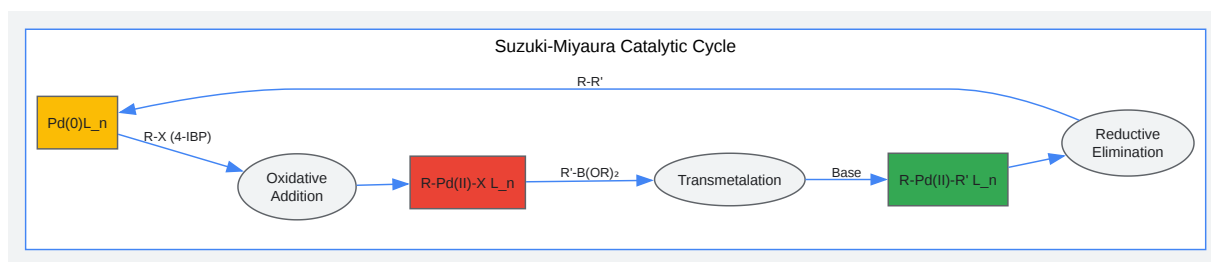 Suzuki-Miyaura Catalytic Cycle
R-R'
Pd(0)L_n
R-X (4-IBP)
Oxidative
Addition
R-Pd(II)-X L_n
R'-B(OR)₂
Transmetalation
Base
R-Pd(II)-R' L_n
Reductive
Elimination